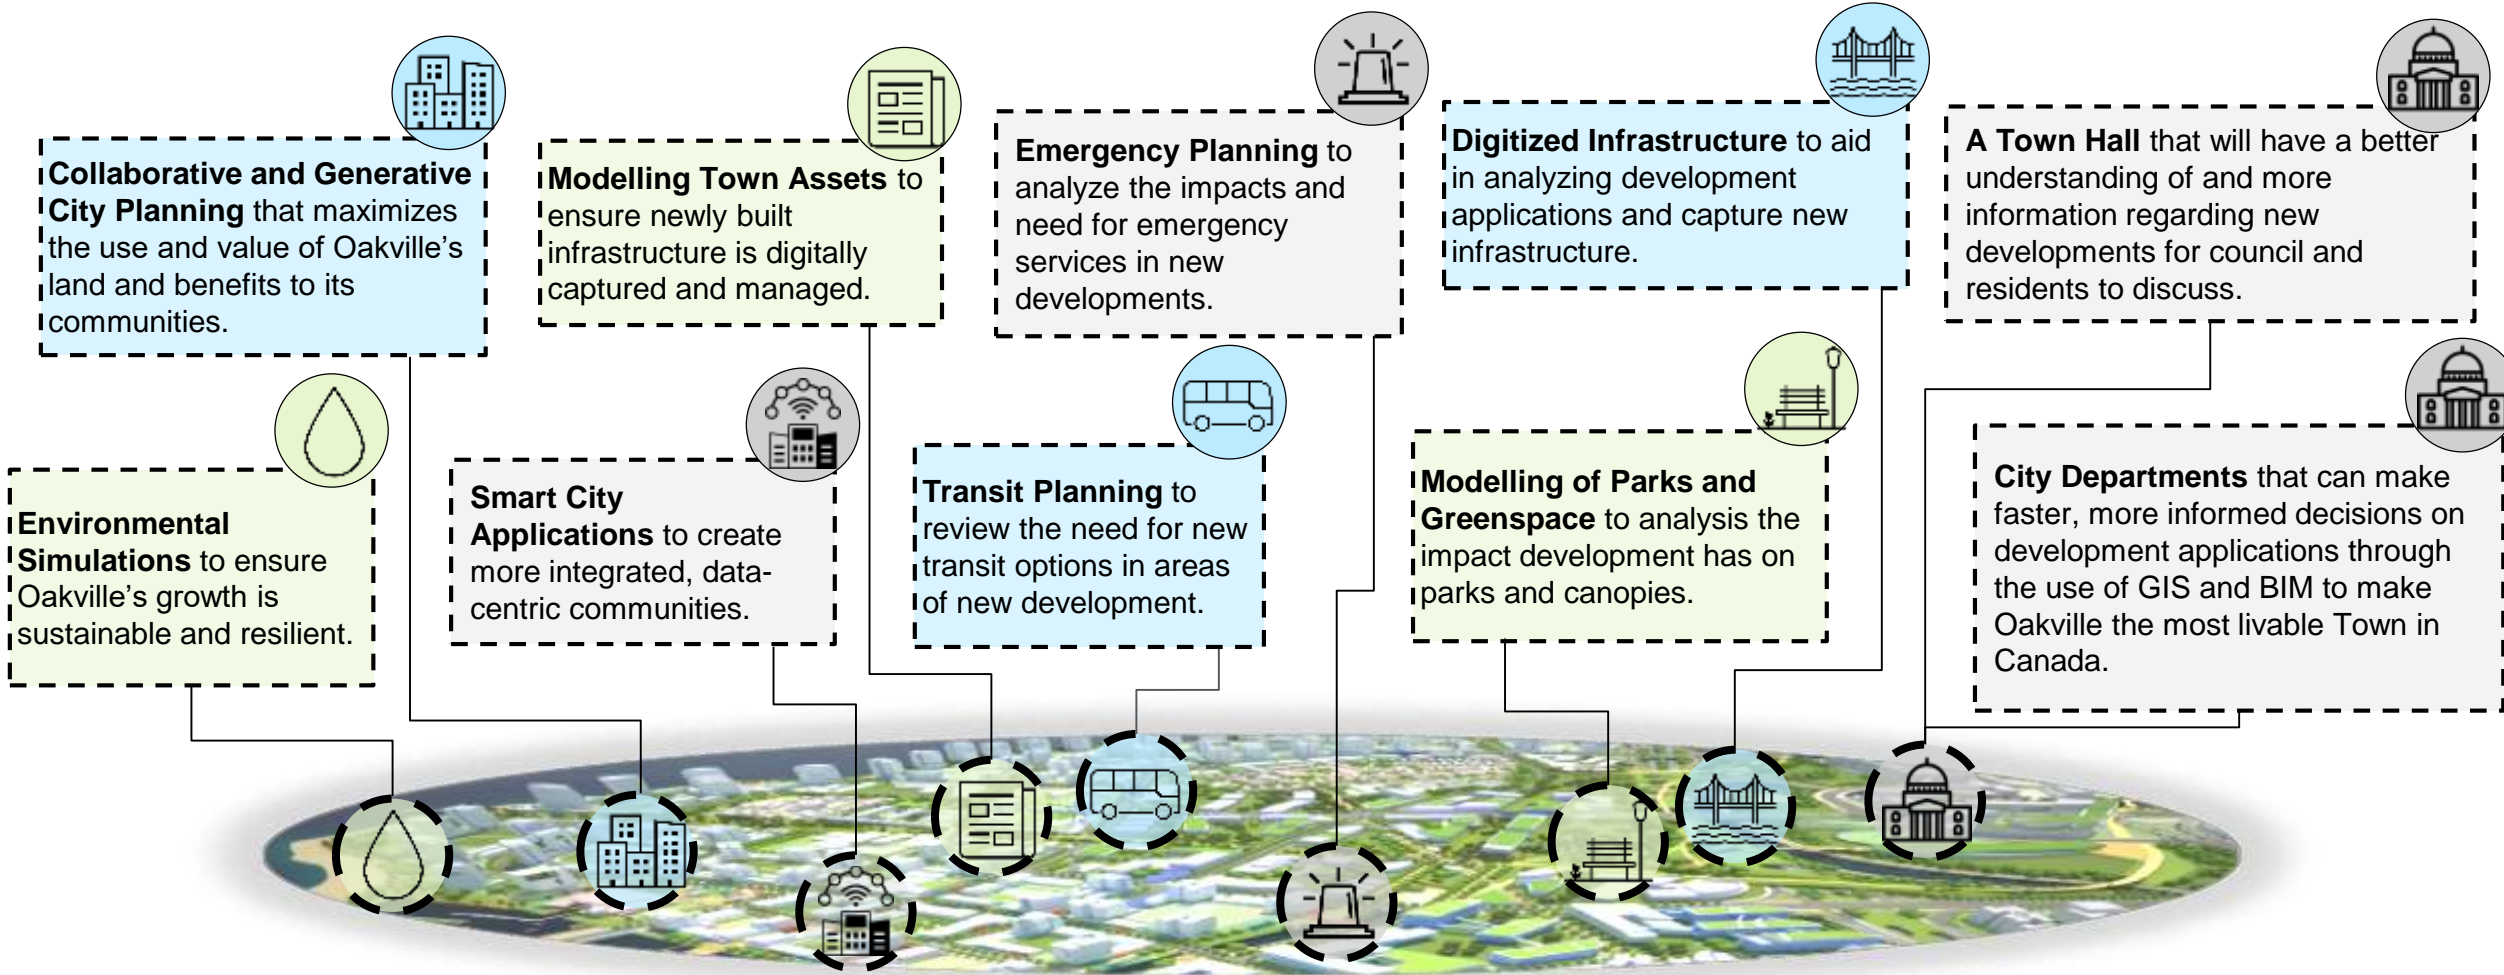 Collaborative and Generative
City Planning that maximizes
the use and value of Oakville’s
land and benefits to its
communities.
Modelling Town Assets to
ensure newly built
infrastructure is digitally
captured and managed.
Emergency Planning to
analyze the impacts and
need for emergency
services in new
developments.
Digitized Infrastructure to aid
in analyzing development
applications and capture new
infrastructure.
A Town Hall that will have a better
understanding of and more
information regarding new
developments for council and
residents to discuss.
Environmental
Simulations to ensure
Oakville’s growth is
sustainable and resilient.
Smart City
Applications to create
more integrated, data-
centric communities.
Transit Planning to
review the need for new
transit options in areas
of new development.
Modelling of Parks and
Greenspace to analysis the
impact development has on
parks and canopies.
City Departments that can make
faster, more informed decisions on
development applications through
the use of GIS and BIM to make
Oakville the most livable Town in
Canada.